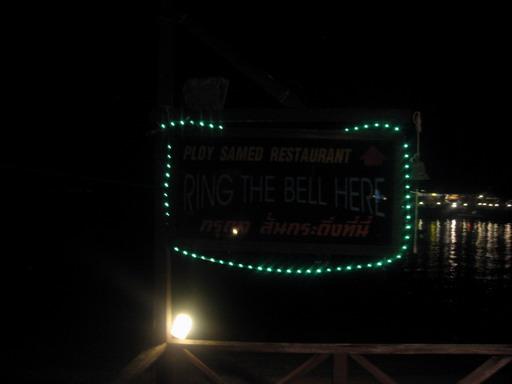 PLOY SAMED RESTAURANT
RING THE BELL HERE
กรุณา สั่นกระดิ่งที่นี่